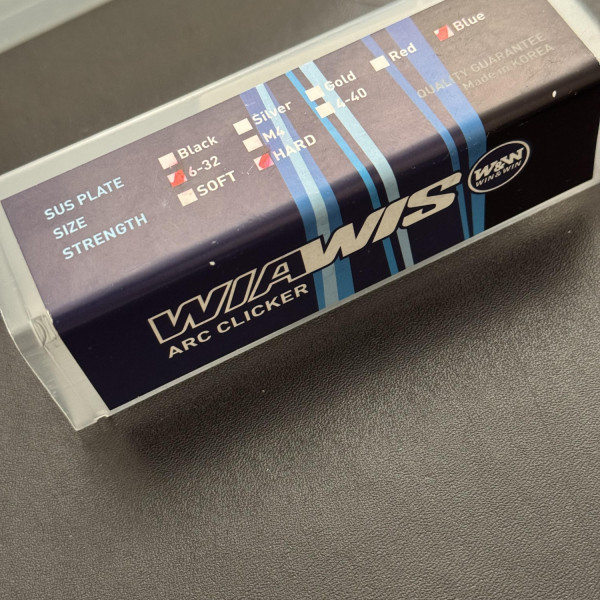 SUS PLATE Black Silver Gold Red Blue
SIZE 6-32 M4 4-40
STRENGTH SOFT HARD
QUALITY GUARANTEE
Made in KOREA
WIAWIS
ARC CLICKER
W&W
WIN&WIN